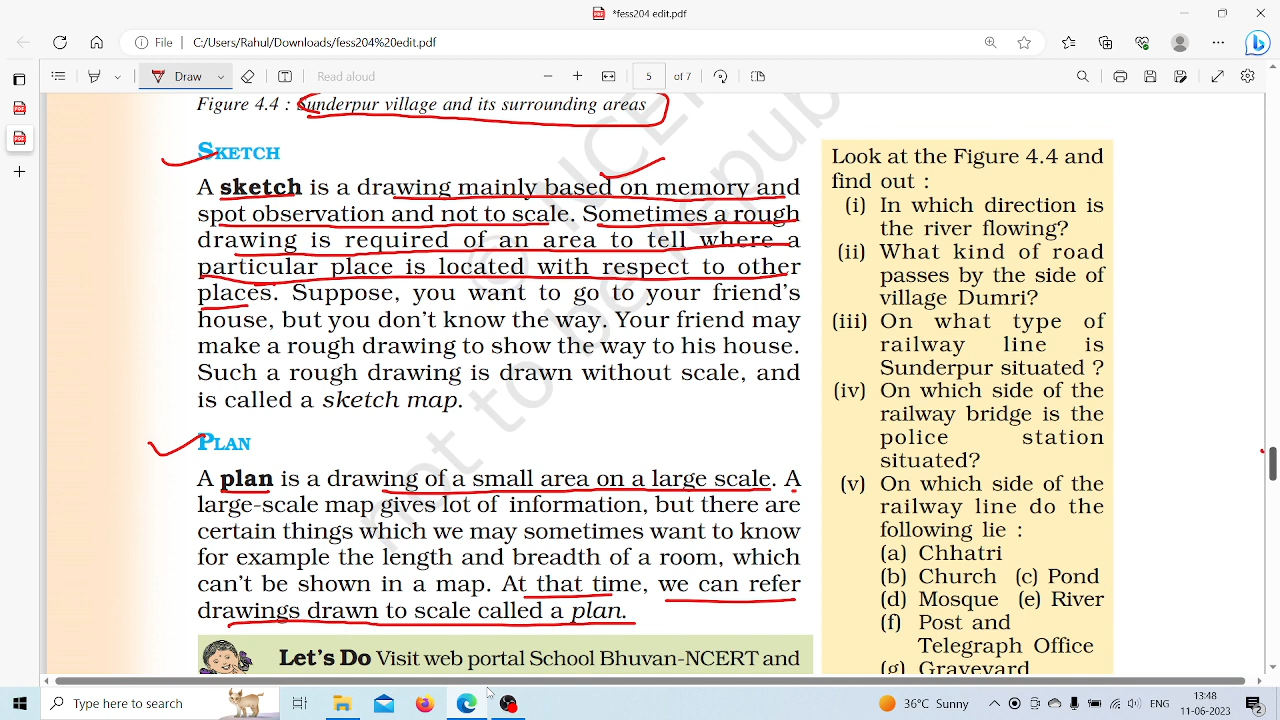 *fess204 edit.pdf
File | C:/Users/Rahul/Downloads/fess204%20edit.pdf
Draw
Read aloud
5 of 7
Figure 4.4 : Sunderpur village and its surrounding areas
SKETCH
A sketch is a drawing mainly based on memory and
spot observation and not to scale. Sometimes a rough
drawing is required of an area to tell where a
particular place is located with respect to other
places. Suppose, you want to go to your friend's
house, but you don't know the way. Your friend may
make a rough drawing to show the way to his house.
Such a rough drawing is drawn without scale, and
is called a sketch map.
PLAN
A plan is a drawing of a small area on a large scale. A
large-scale map gives lot of information, but there are
certain things which we may sometimes want to know
for example the length and breadth of a room, which
can't be shown in a map. At that time, we can refer
drawings drawn to scale called a plan.
Let's Do Visit web portal School Bhuvan-NCERT and
Look at the Figure 4.4 and
find out :
(i) In which direction is
the river flowing?
(ii) What kind of road
passes by the side of
village Dumri?
(iii) On what type of
railway line is
Sunderpur situated ?
(iv) On which side of the
railway bridge is the
police station
situated?
(v) On which side of the
railway line do the
following lie :
(a) Chhatri
(b) Church (c) Pond
(d) Mosque (e) River
(f) Post and
Telegraph Office
(g) Graveyard
not to be repub
© NCER
Type here to search
36°C Sunny
ENG
13:48
11-06-2023
2